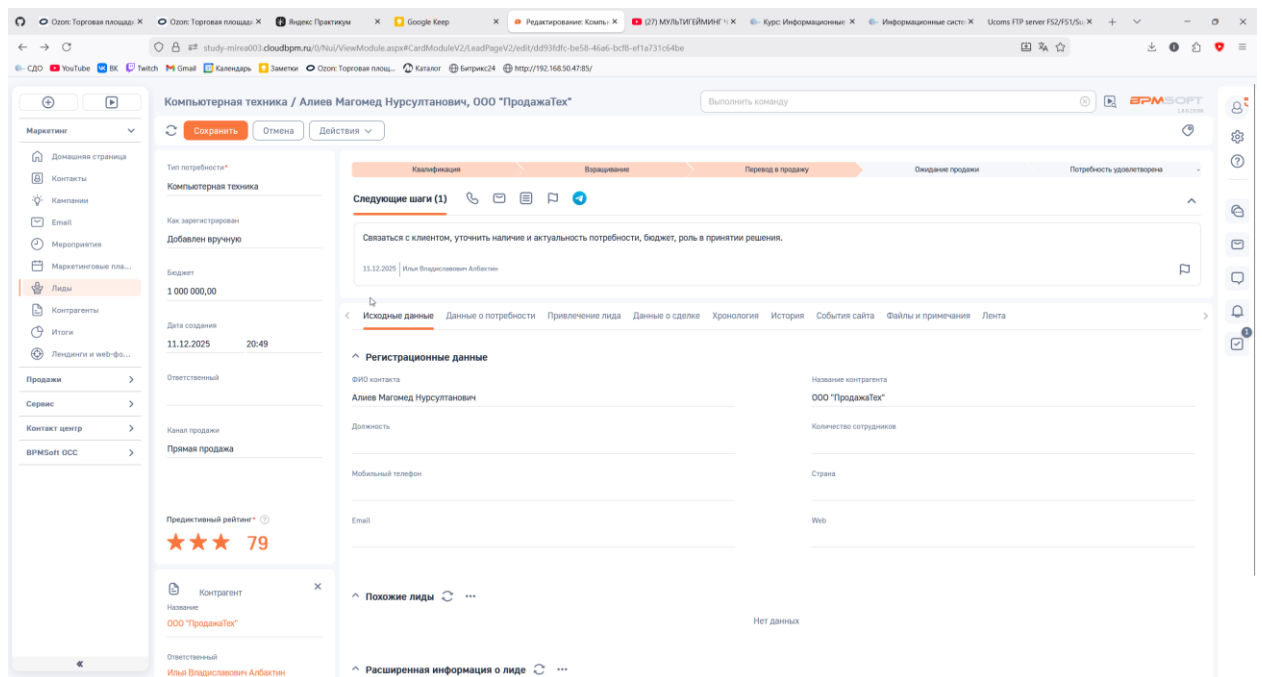 Ozon: Торговая площадк
Ozon: Торговая площадк
Яндекс Практикум
Google Keep
Редактирование: Компь
(27) МУЛЬТИГЕЙМИНГ Ч
Курс: Информационные
Информационные систе
Ucoms FTP server FS2/FS1/Su
study-mirea003.cloudbpm.ru/0/Nui/ViewModule.aspx#CardModuleV2/LeadPageV2/edit/dd93fdfc-be58-46a6-bcf8-ef1a731c64be
СДО
YouTube
ВК
Twitch
Gmail
Календарь
Заметки
Ozon: Торговая площ...
Каталог
Битрикс24
http://192.168.50.47:85/
Компьютерная техника / Алиев Магомед Нурсултанович, ООО "ПродажаТех"
Выполнить команду
BPMSOFT
Маркетинг
Сохранить
Отмена
Действия
Домашняя страница
Контакты
Кампании
Email
Мероприятия
Маркетинговые пла...
Лиды
Контрагенты
Итоги
Лендинги и web-фо...
Продажи
Сервис
Контакт центр
BPMSoft OCC
Тип потребности*
Компьютерная техника
Как зарегистрирован
Добавлен вручную
Бюджет
1 000 000,00
Дата создания
11.12.2025 20:49
Ответственный
Канал продажи
Прямая продажа
Предиктивный рейтинг* ?
79
Контрагент
Название
ООО "ПродажаТех"
Ответственный
Илья Владиславович Албахтин
Квалификация
Взращивание
Перевод в продажу
Ожидание продажи
Потребность удовлетворена
Следующие шаги (1)
Связаться с клиентом, уточнить наличие и актуальность потребности, бюджет, роль в принятии решения.
11.12.2025 Илья Владиславович Албахтин
Исходные данные
Данные о потребности
Привлечение лида
Данные о сделке
Хронология
История
События сайта
Файлы и примечания
Лента
Регистрационные данные
ФИО контакта
Название контрагента
Алиев Магомед Нурсултанович
ООО "ПродажаТех"
Должность
Количество сотрудников
Мобильный телефон
Страна
Email
Web
Похожие лиды
Нет данных
Расширенная информация о лиде
1